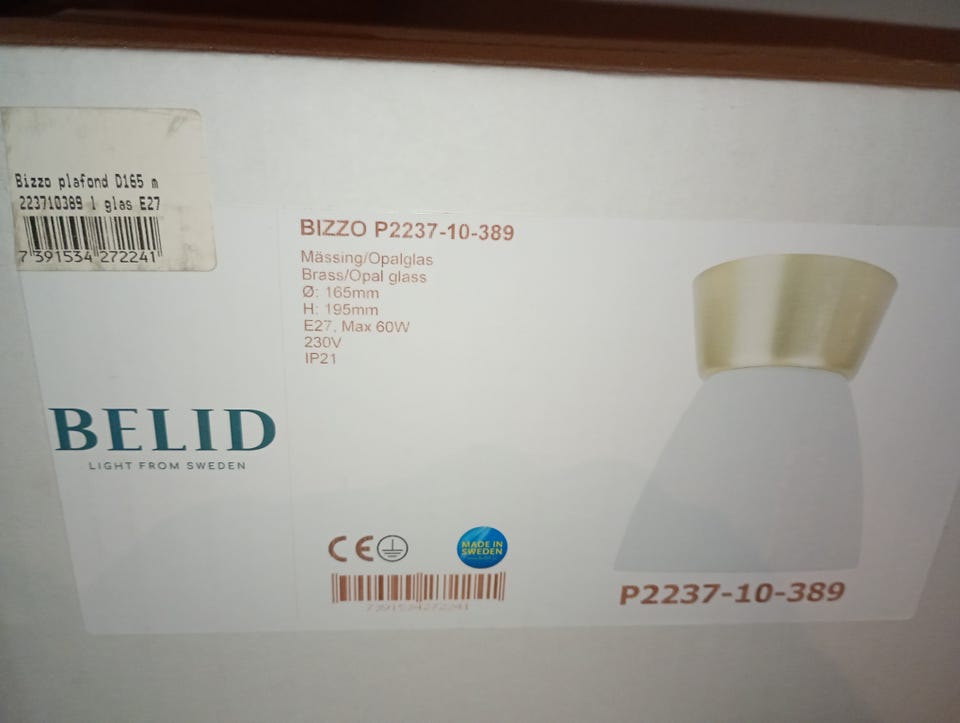 Bizzo plafond D165 m
223710389 l glas E27
7 391534 272241
BIZZO P2237-10-389
Mässing/Opalglas
Brass/Opal glass
Ø: 165mm
H: 195mm
E27, Max 60W
230V
IP21
BELID
LIGHT FROM SWEDEN
CE
MADE IN
SWEDEN
7391534272241
P2237-10-389